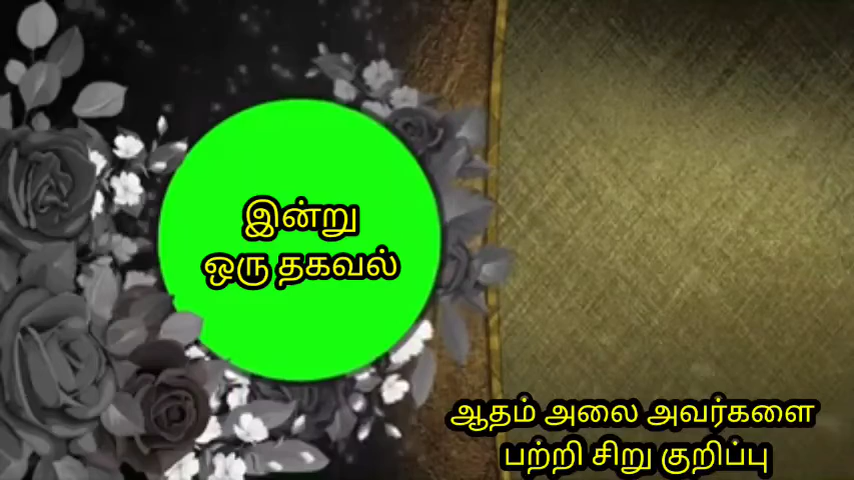 இன்று
ஒரு தகவல்
ஆதம் அலை அவர்களை
பற்றி சிறு குறிப்பு